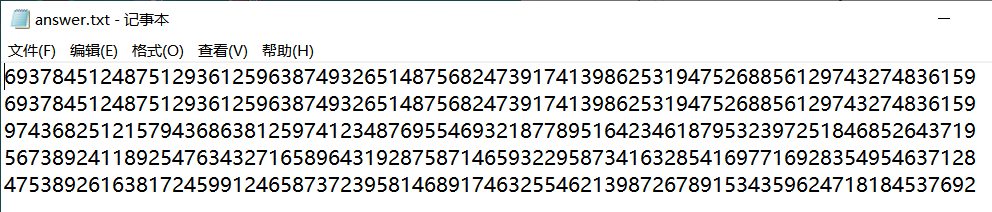 answer.txt - 记事本
文件(F) 编辑(E) 格式(O) 查看(V) 帮助(H)
693784512487512936125963874932651487568247391741398625319475268856129743274836159
693784512487512936125963874932651487568247391741398625319475268856129743274836159
974368251215794368638125974123487695546932187789516423461879532397251846852643719
567389241189254763432716589643192875871465932295873416328541697716928354954637128
475389261638172459912465873723958146891746325546213987267891534359624718184537692